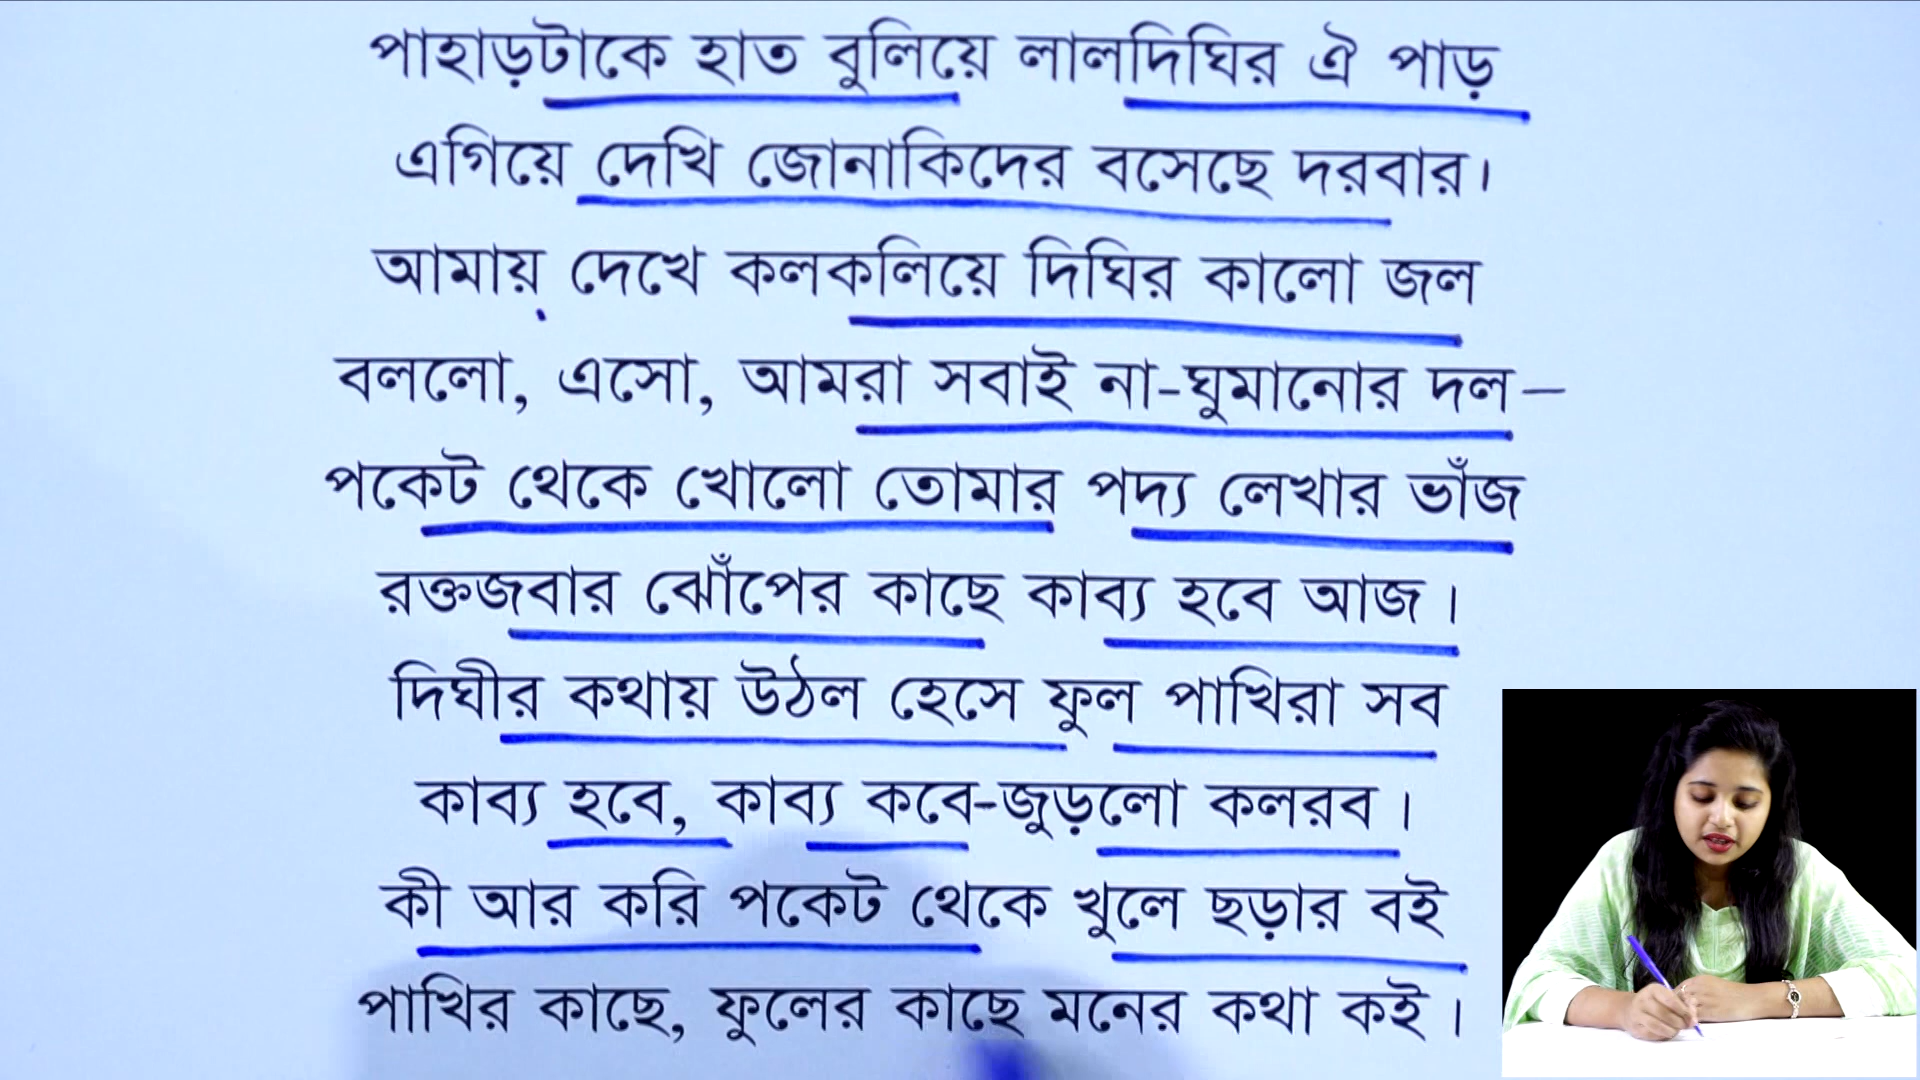 পাহাড়টাকে হাত বুলিয়ে লালদিঘির ঐ পাড়
এগিয়ে দেখি জোনাকিদের বসেছে দরবার।
আমায় দেখে কলকলিয়ে দিঘির কালো জল
বললো, এসো, আমরা সবাই না-ঘুমানোর দল–
পকেট থেকে খোলো তোমার পদ্য লেখার ভাঁজ
রক্তজবার ঝোঁপের কাছে কাব্য হবে আজ।
দিঘীর কথায় উঠল হেসে ফুল পাখিরা সব
কাব্য হবে, কাব্য কবে-জুড়লো কলরব।
কী আর করি পকেট থেকে খুলে ছড়ার বই
পাখির কাছে, ফুলের কাছে মনের কথা কই।